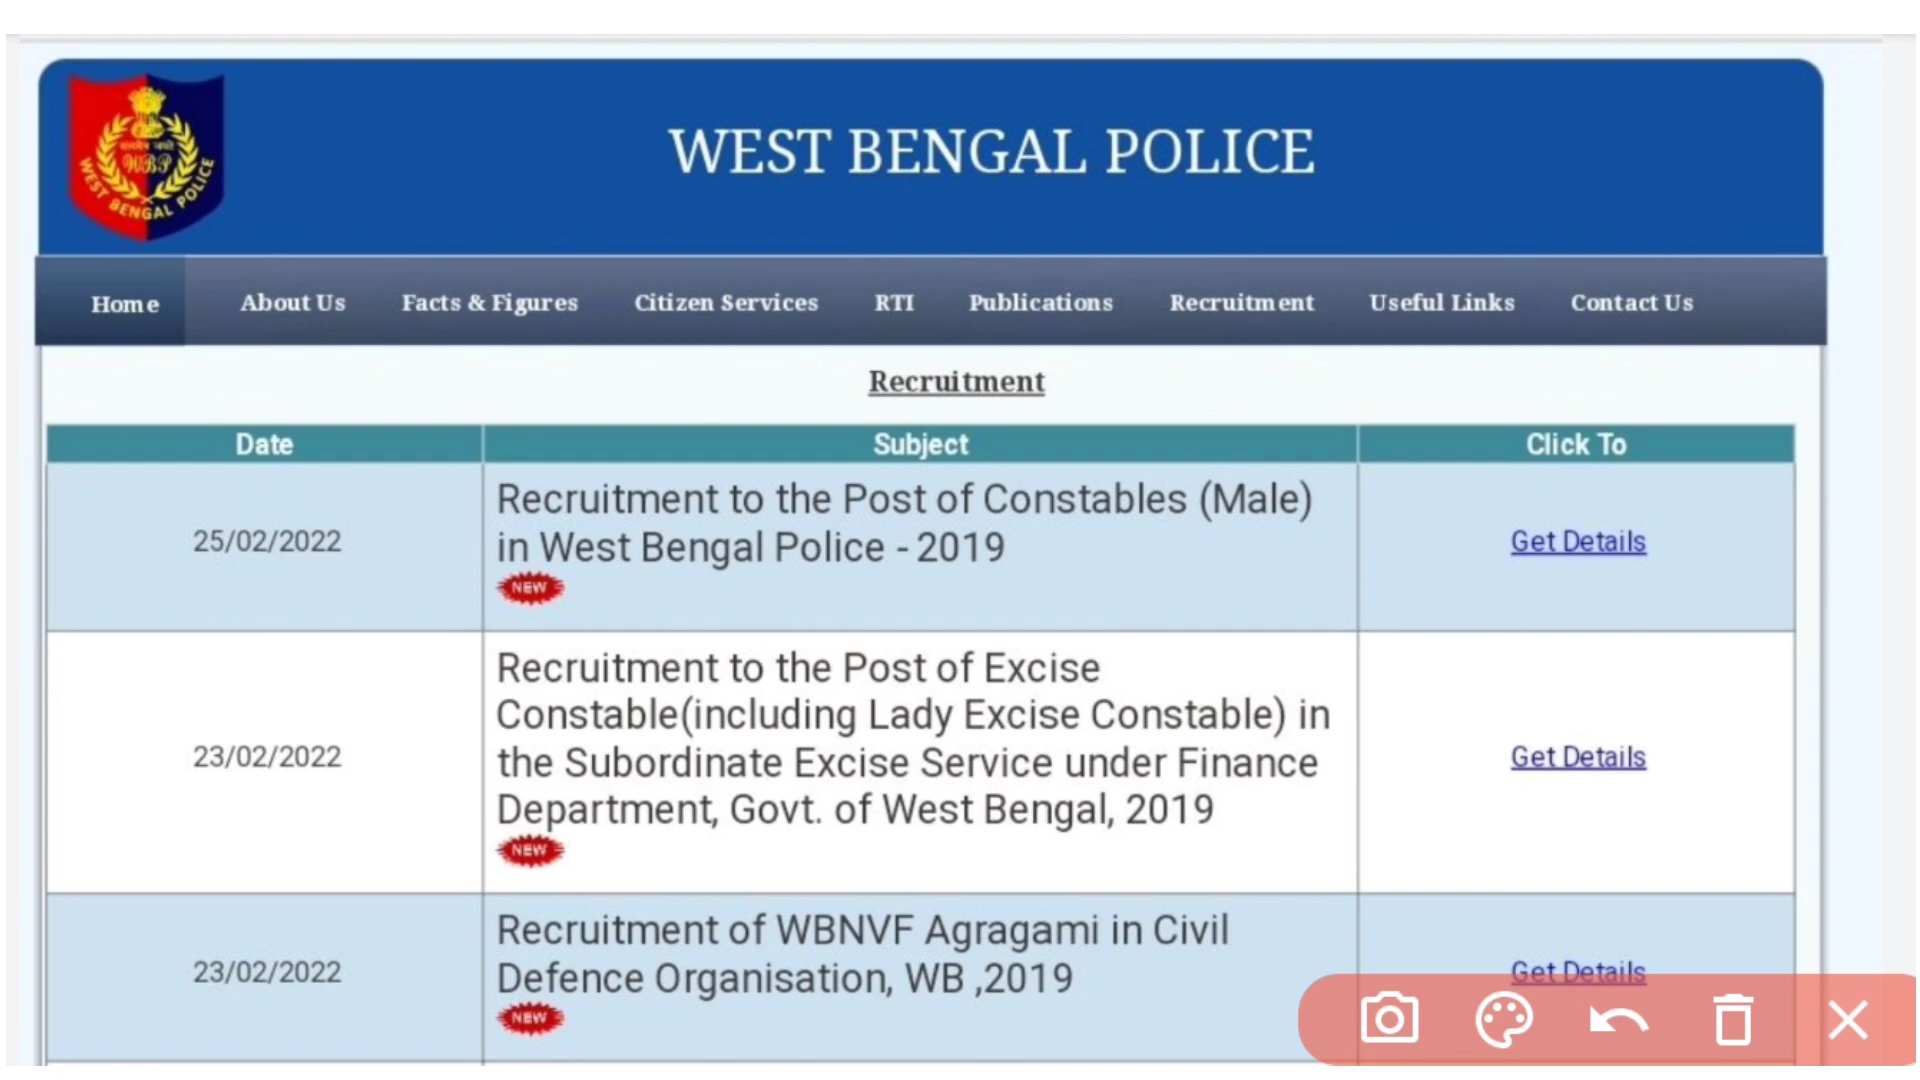 WBP
WEST BENGAL POLICE
WEST BENGAL POLICE
Home About Us Facts & Figures Citizen Services RTI Publications Recruitment Useful Links Contact Us
Recruitment
Date Subject Click To
25/02/2022
Recruitment to the Post of Constables (Male)
in West Bengal Police - 2019
NEW
Get Details
23/02/2022
Recruitment to the Post of Excise
Constable(including Lady Excise Constable) in
the Subordinate Excise Service under Finance
Department, Govt. of West Bengal, 2019
NEW
Get Details
23/02/2022
Recruitment of WBNVF Agragami in Civil
Defence Organisation, WB ,2019
NEW
Get Details